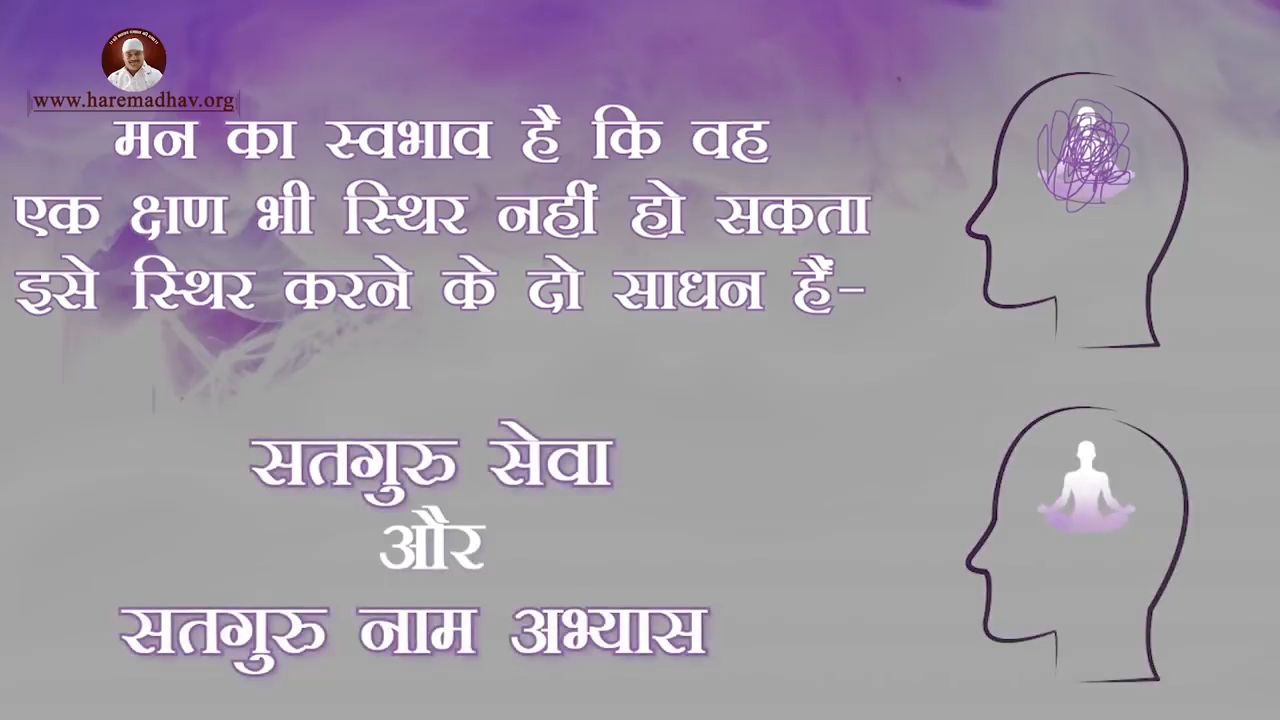 www.haremadhav.org
मन का स्वभाव है कि वह
एक क्षण भी स्थिर नहीं हो सकता
इसे स्थिर करने के दो साधन हैं-
सतगुरु सेवा
और
सतगुरु नाम अभ्यास